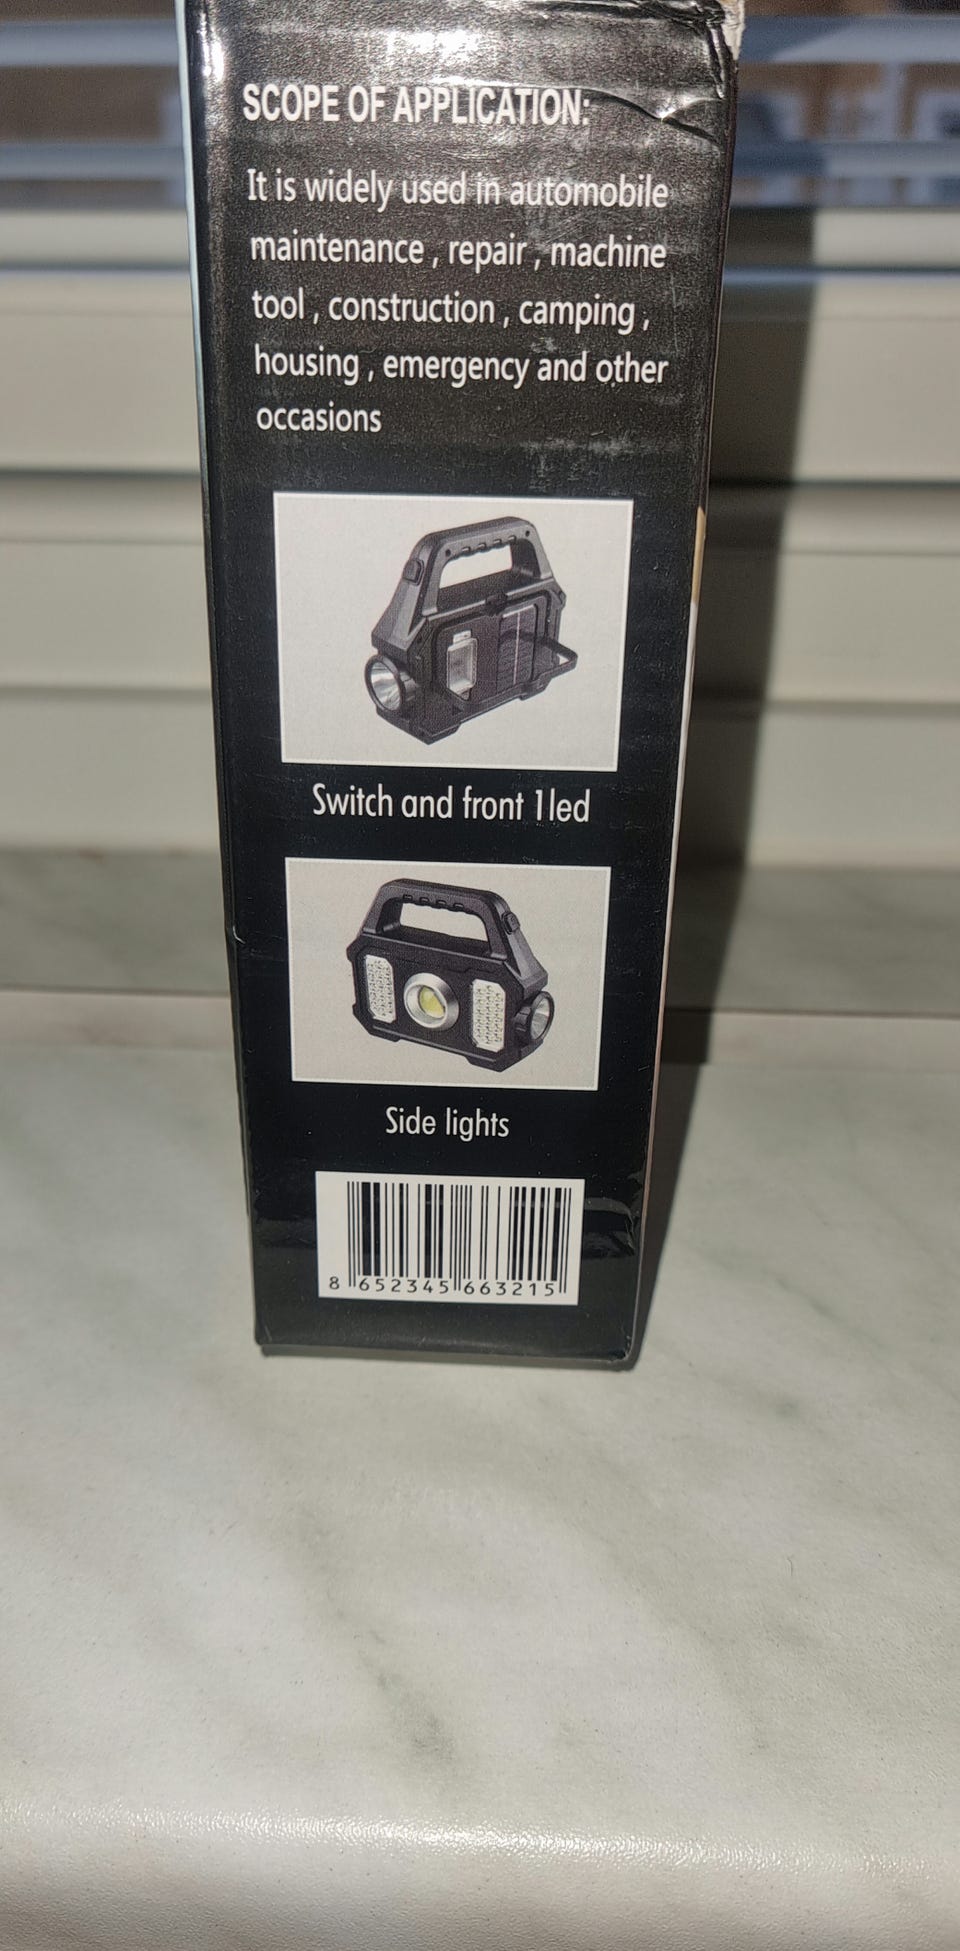 SCOPE OF APPLICATION:
It is widely used in automobile
maintenance , repair , machine
tool , construction , camping ,
housing , emergency and other
occasions
Switch and front 1led
Side lights
8 652345 663215